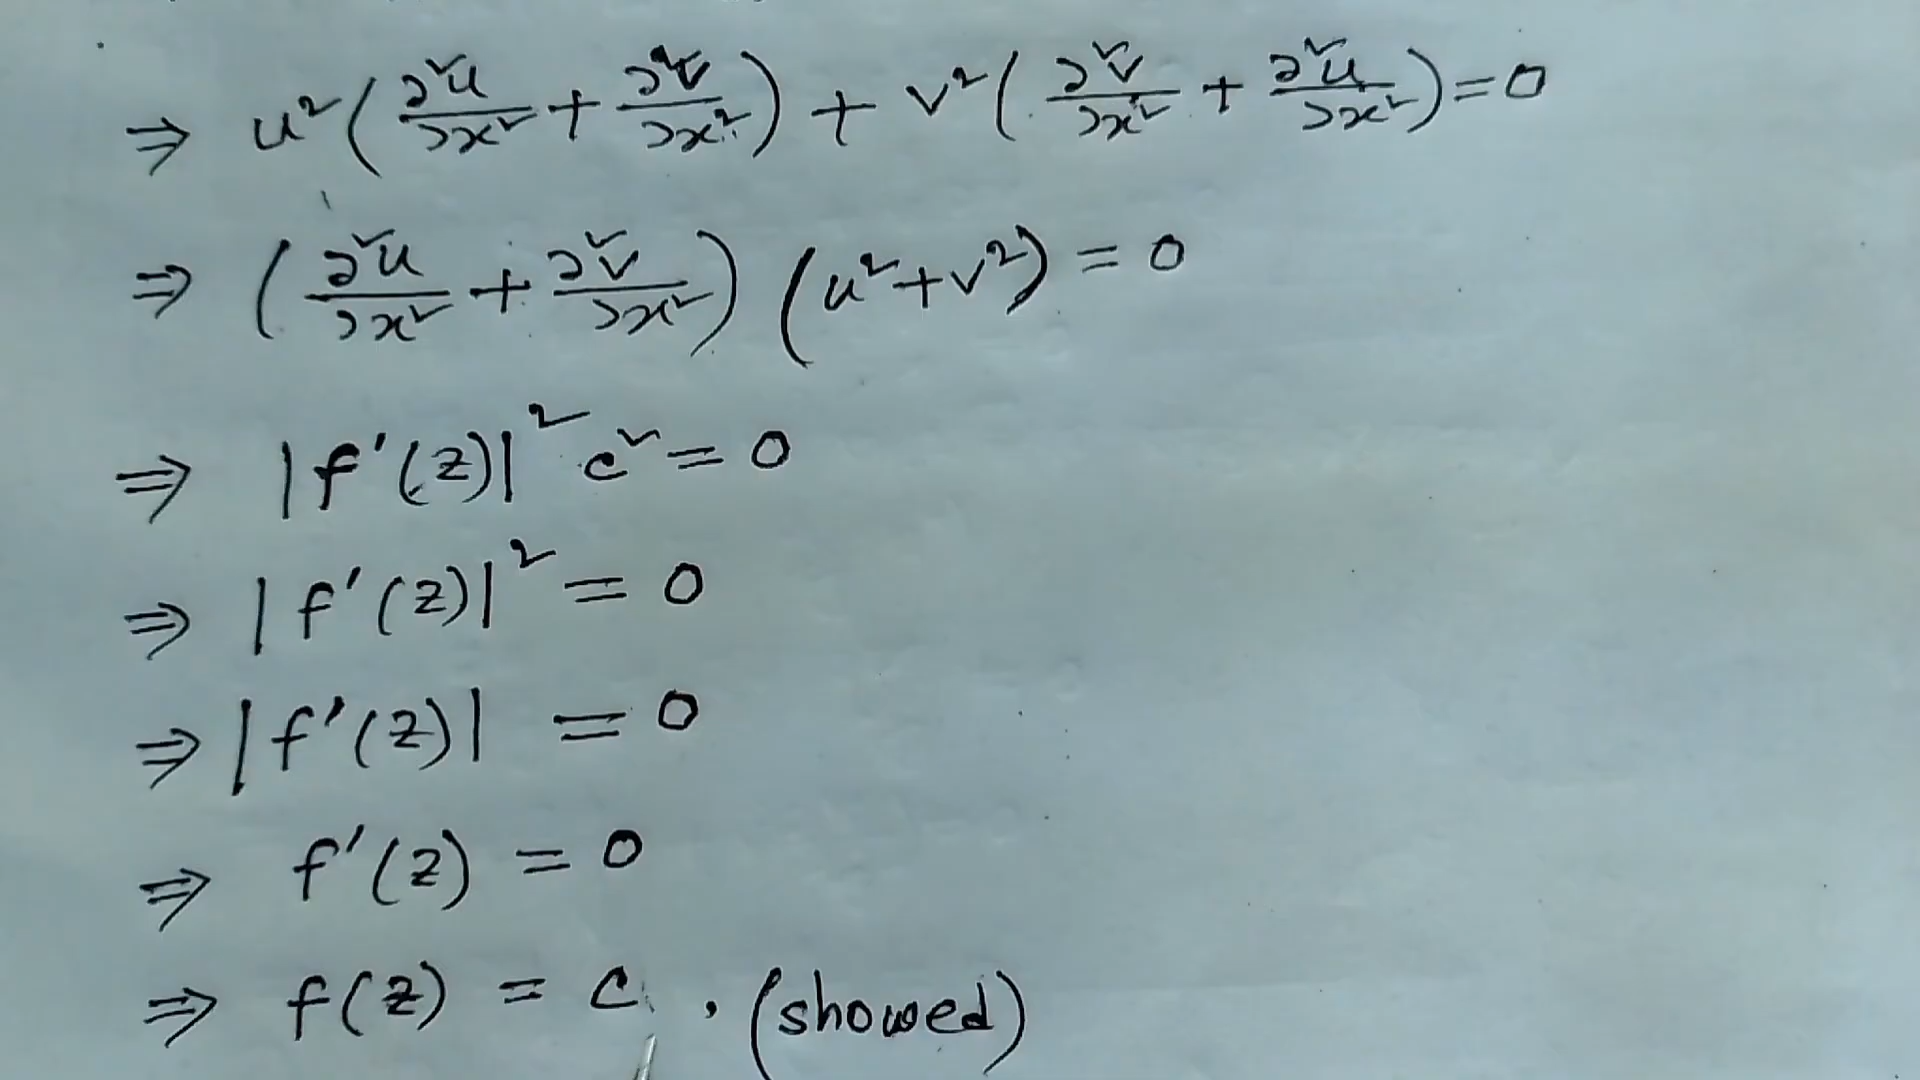 ⇒ u²(∂²u/∂x² + ∂²v/∂x²) + v²(∂²v/∂x² + ∂²u/∂x²) = 0
⇒ (∂²u/∂x² + ∂²v/∂x²)(u²+v²) = 0
⇒ |f'(z)|² c² = 0
⇒ |f'(z)|² = 0
⇒ |f'(z)| = 0
⇒ f'(z) = 0
⇒ f(z) = c . (showed)